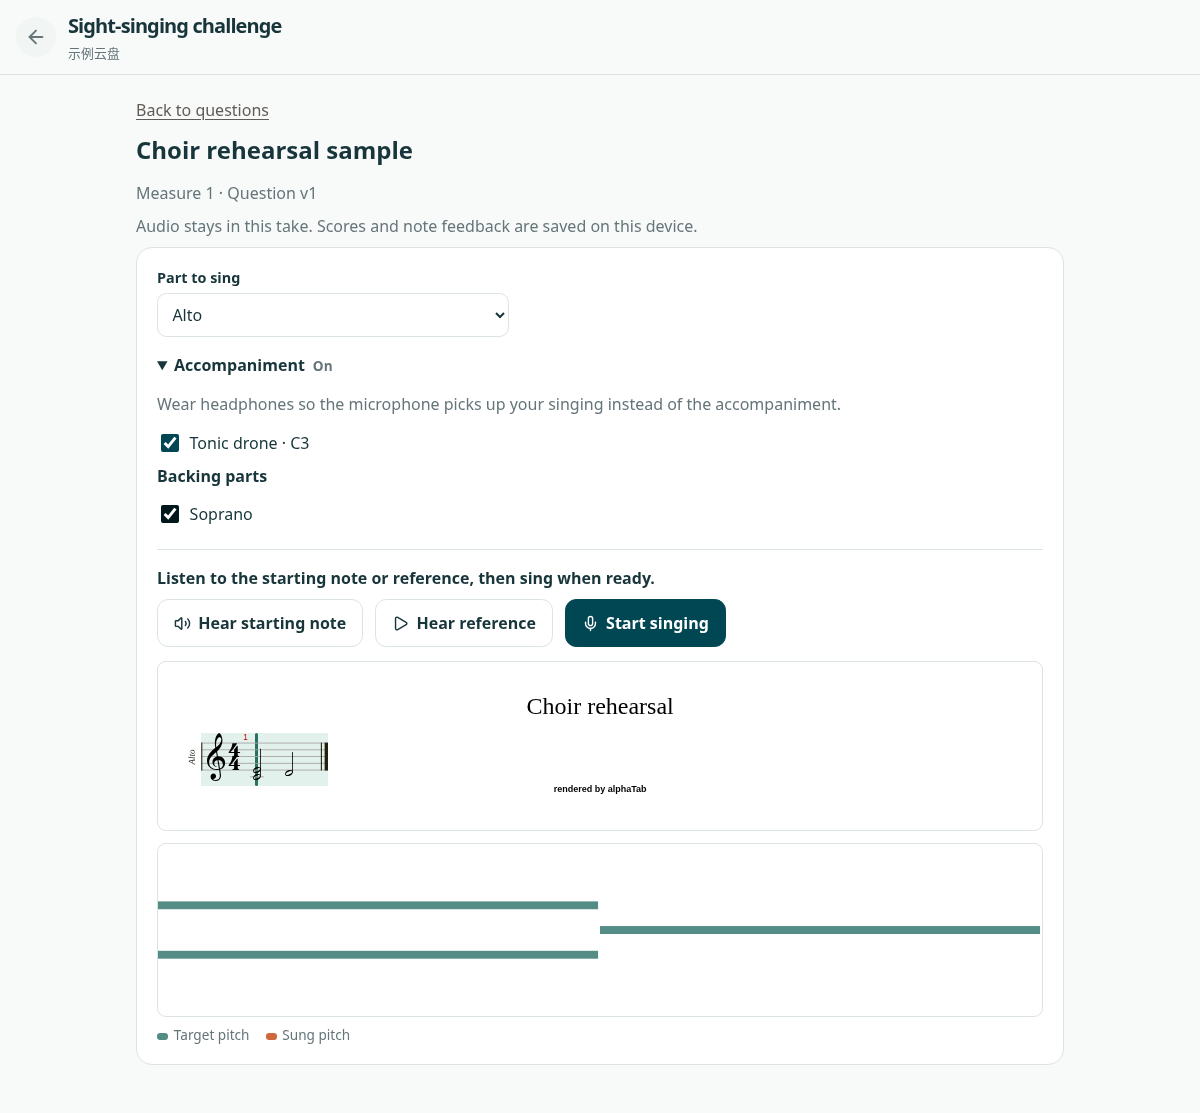 Sight-singing challenge
示例云盘
Back to questions
Choir rehearsal sample
Measure 1 · Question v1
Audio stays in this take. Scores and note feedback are saved on this device.
Part to sing
Alto
Accompaniment On
Wear headphones so the microphone picks up your singing instead of the accompaniment.
Tonic drone · C3
Backing parts
Soprano
Listen to the starting note or reference, then sing when ready.
Hear starting note
Hear reference
Start singing
Choir rehearsal
1
Alto
4
4
rendered by alphaTab
Target pitch
Sung pitch